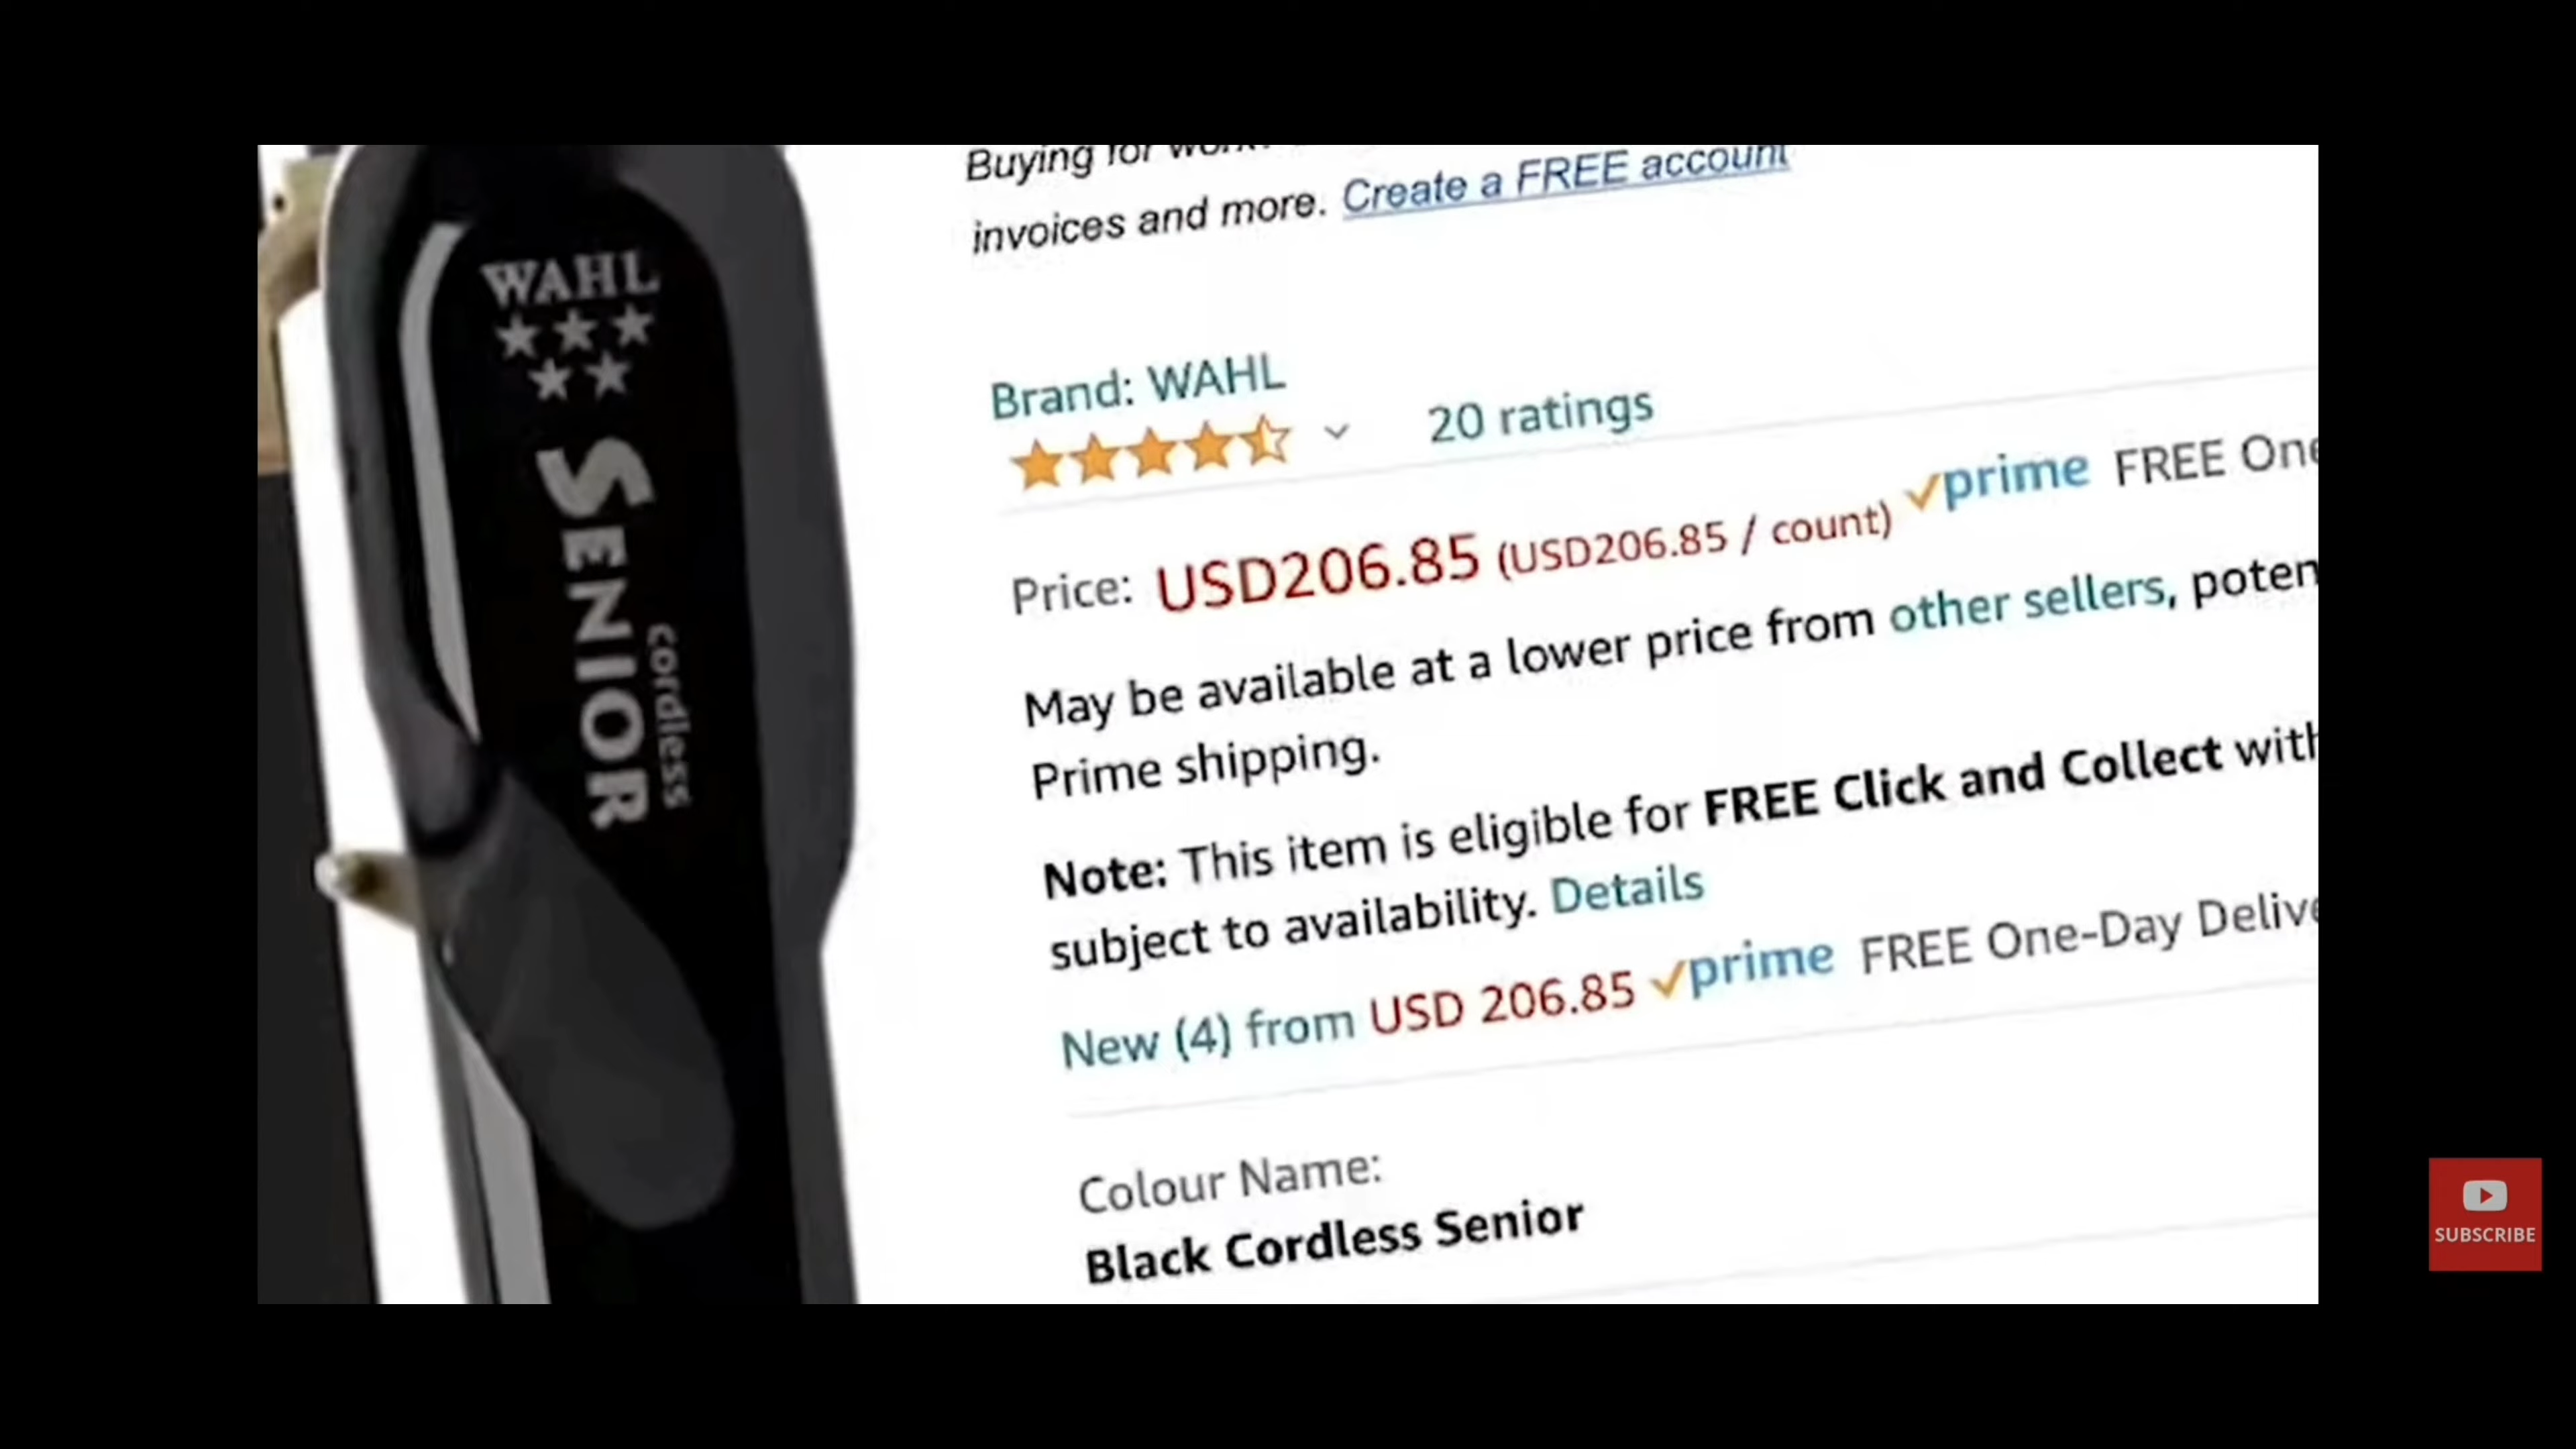 WAHL
SENIOR
cordless
Buying for
invoices and more. Create a FREE account
Brand: WAHL
20 ratings
Price: USD206.85 (USD206.85 / count) prime FREE
May be available at a lower price from other sellers,
Prime shipping.
Note: This item is eligible for FREE Click and Collect
subject to availability. Details
New (4) from USD 206.85 prime FREE One-Day
Colour Name:
Black Cordless Senior
SUBSCRIBE